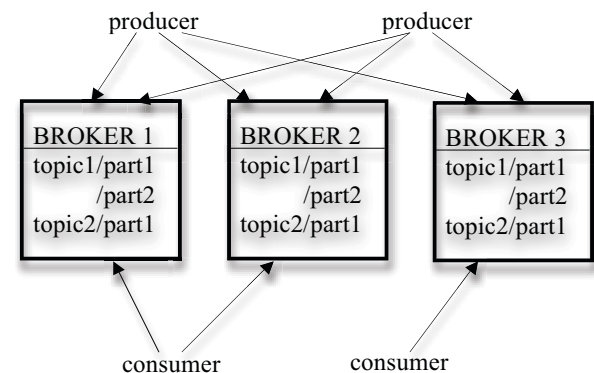 producer producer
BROKER 1 BROKER 2 BROKER 3
topic1/part1 topic1/part1 topic1/part1
/part2 /part2 /part2
topic2/part1 topic2/part1 topic2/part1
consumer consumer